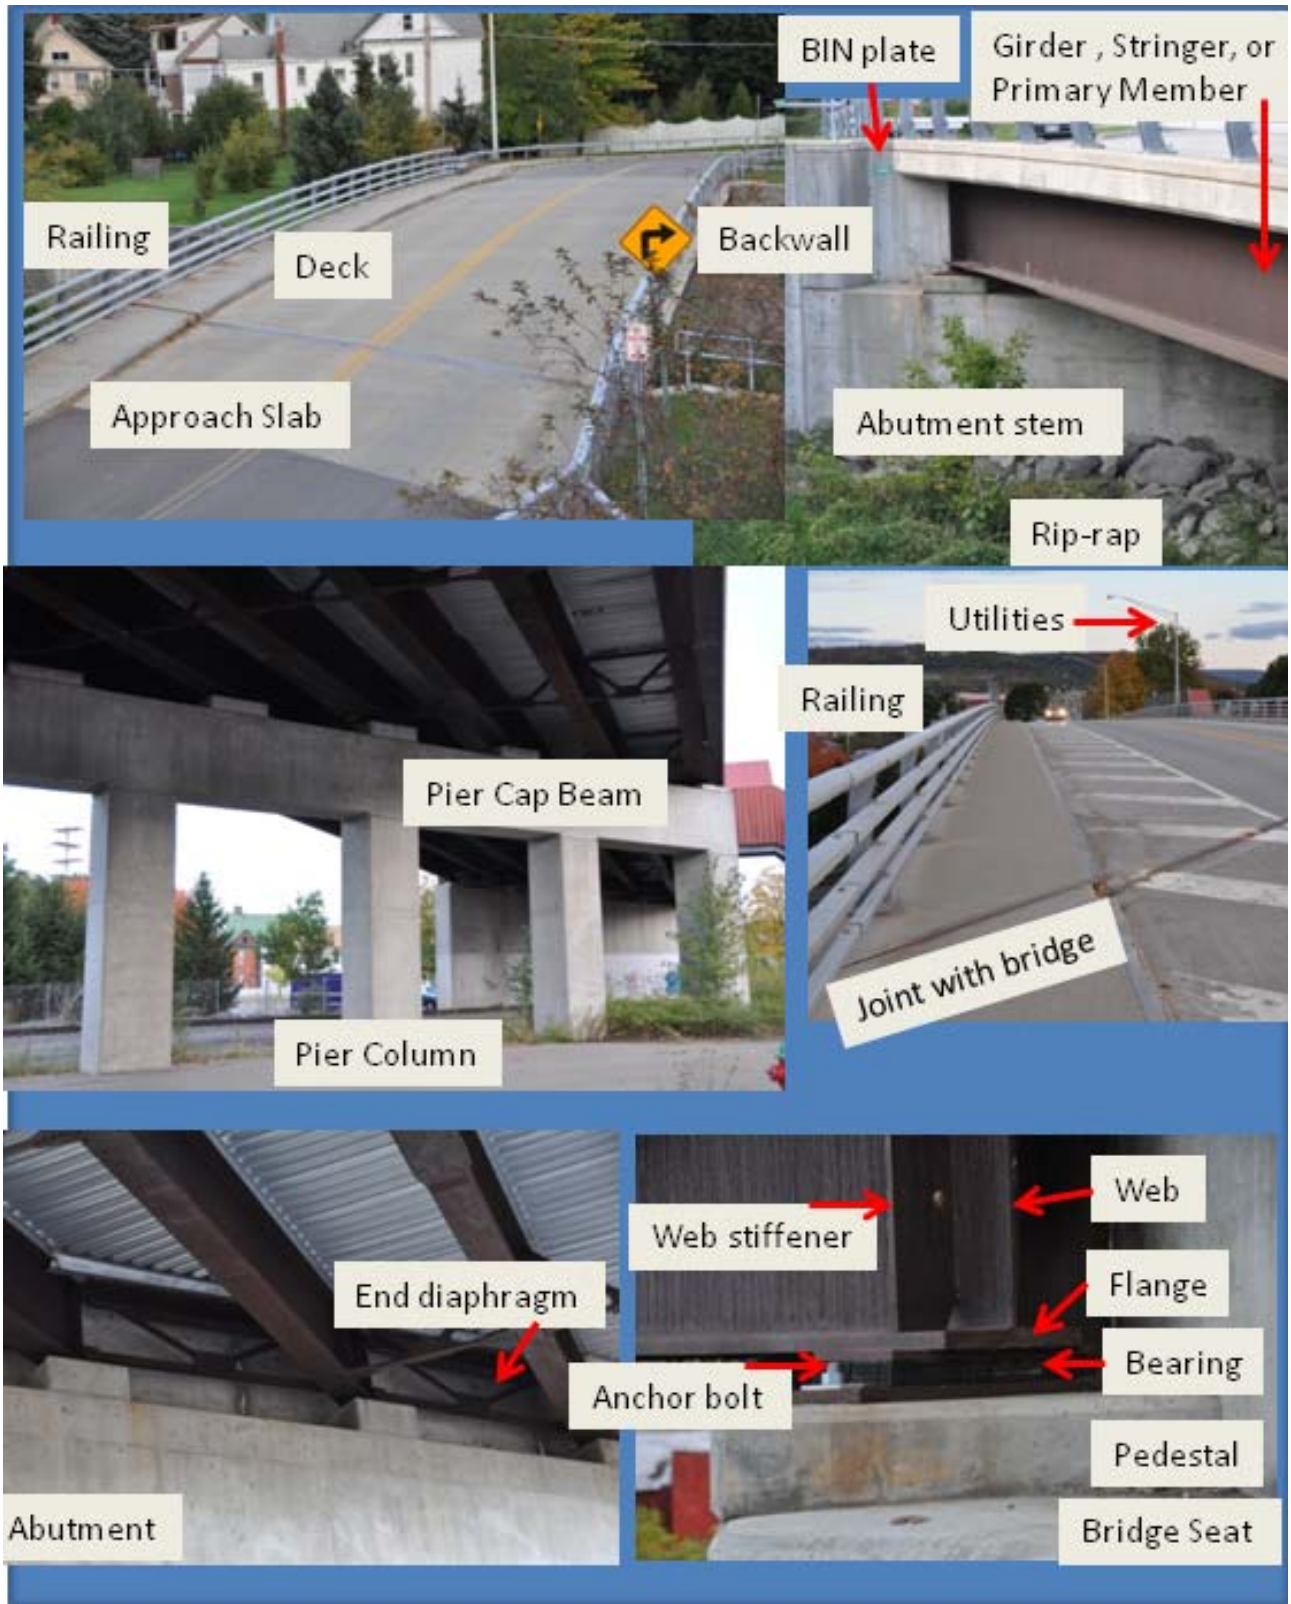 BIN plate
Girder , Stringer, or
Primary Member
Railing
Deck
Backwall
Approach Slab
Abutment stem
Rip-rap
Utilities
Railing
Pier Cap Beam
Joint with bridge
Pier Column
Web stiffener
Web
End diaphragm
Flange
Bearing
Anchor bolt
Pedestal
Abutment
Bridge Seat